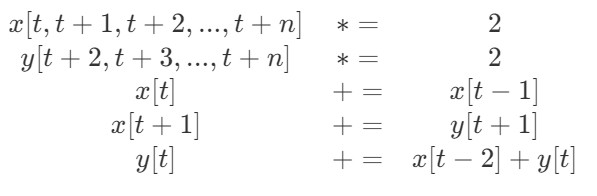 x[t, t + 1, t + 2, ..., t + n] * = 2
y[t + 2, t + 3, ..., t + n] * = 2
x[t] + = x[t − 1]
x[t + 1] + = y[t + 1]
y[t] + = x[t − 2] + y[t]